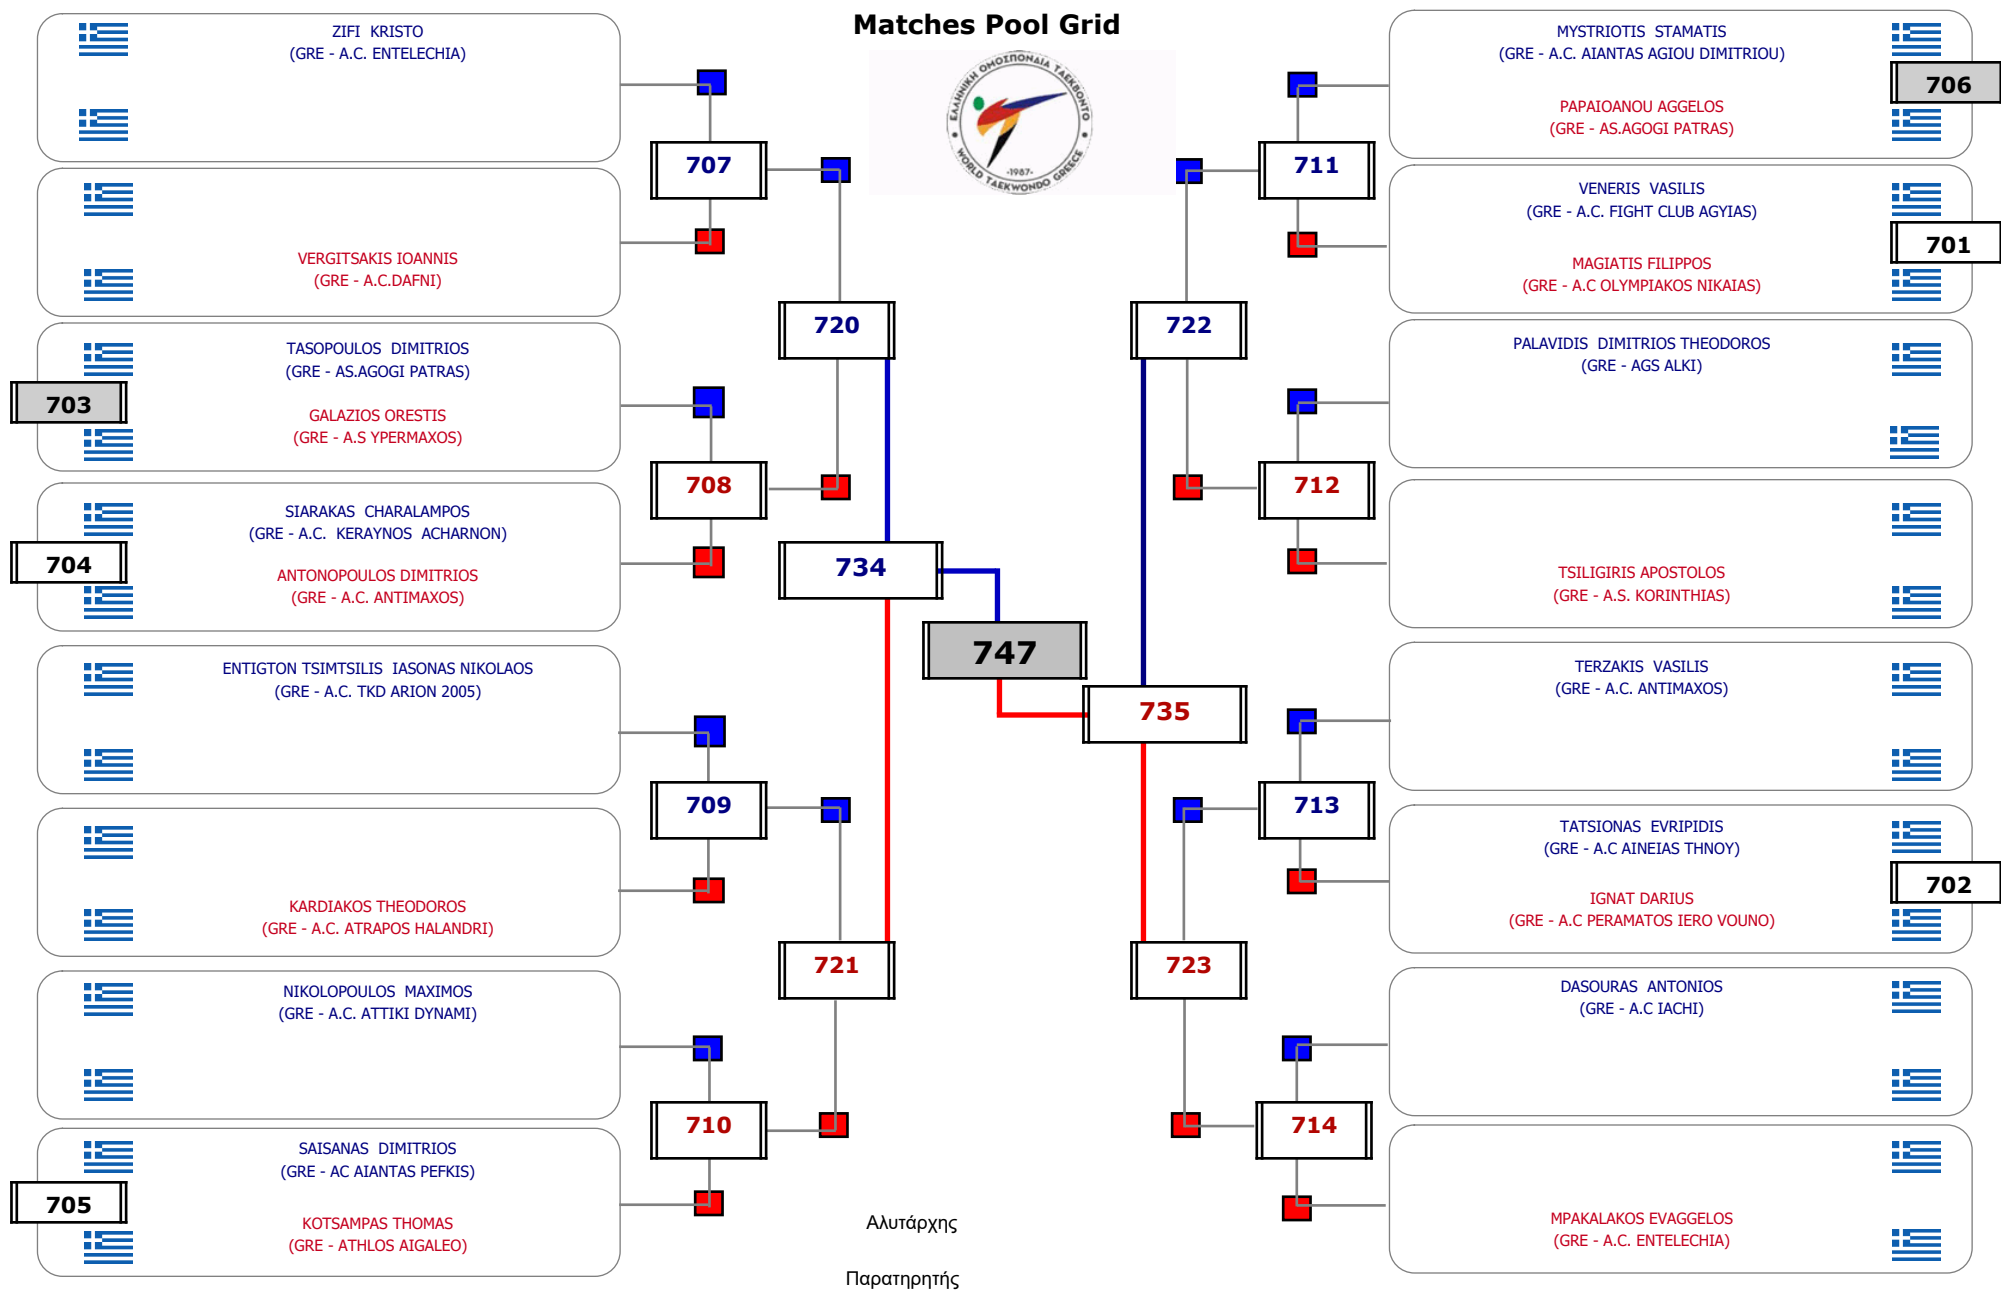 Matches Pool Grid
ΕΛΛΗΝΙΚΗ ΟΜΟΣΠΟΝΔΙΑ ΤΑΕΚΒΟΝΤΟ
-1987-
WORLD TAEKWONDO GREECE
ZIFI KRISTO
(GRE - A.C. ENTELECHIA)
707
VERGITSAKIS IOANNIS
(GRE - A.C.DAFNI)
720
TASOPOULOS DIMITRIOS
(GRE - AS.AGOGI PATRAS)
703
GALAZIOS ORESTIS
(GRE - A.S YPERMAXOS)
708
SIARAKAS CHARALAMPOS
(GRE - A.C. KERAYNOS ACHARNON)
704
ANTONOPOULOS DIMITRIOS
(GRE - A.C. ANTIMAXOS)
734
ENTIGTON TSIMTSILIS IASONAS NIKOLAOS
(GRE - A.C. TKD ARION 2005)
709
KARDIAKOS THEODOROS
(GRE - A.C. ATRAPOS HALANDRI)
721
NIKOLOPOULOS MAXIMOS
(GRE - A.C. ATTIKI DYNAMI)
710
SAISANAS DIMITRIOS
(GRE - AC AIANTAS PEFKIS)
705
KOTSAMPAS THOMAS
(GRE - ATHLOS AIGALEO)
747
MYSTRIOTIS STAMATIS
(GRE - A.C. AIANTAS AGIOU DIMITRIOU)
706
PAPAIOANOU AGGELOS
(GRE - AS.AGOGI PATRAS)
711
VENERIS VASILIS
(GRE - A.C. FIGHT CLUB AGYIAS)
701
MAGIATIS FILIPPOS
(GRE - A.C OLYMPIAKOS NIKAIAS)
722
PALAVIDIS DIMITRIOS THEODOROS
(GRE - AGS ALKI)
712
TSILIGIRIS APOSTOLOS
(GRE - A.S. KORINTHIAS)
735
TERZAKIS VASILIS
(GRE - A.C. ANTIMAXOS)
713
TATSIONAS EVRIPIDIS
(GRE - A.C AINEIAS THNOY)
702
IGNAT DARIUS
(GRE - A.C PERAMATOS IERO VOUNO)
723
DASOURAS ANTONIOS
(GRE - A.C IACHI)
714
MPAKALAKOS EVAGGELOS
(GRE - A.C. ENTELECHIA)
Αλυτάρχης
Παρατηρητής